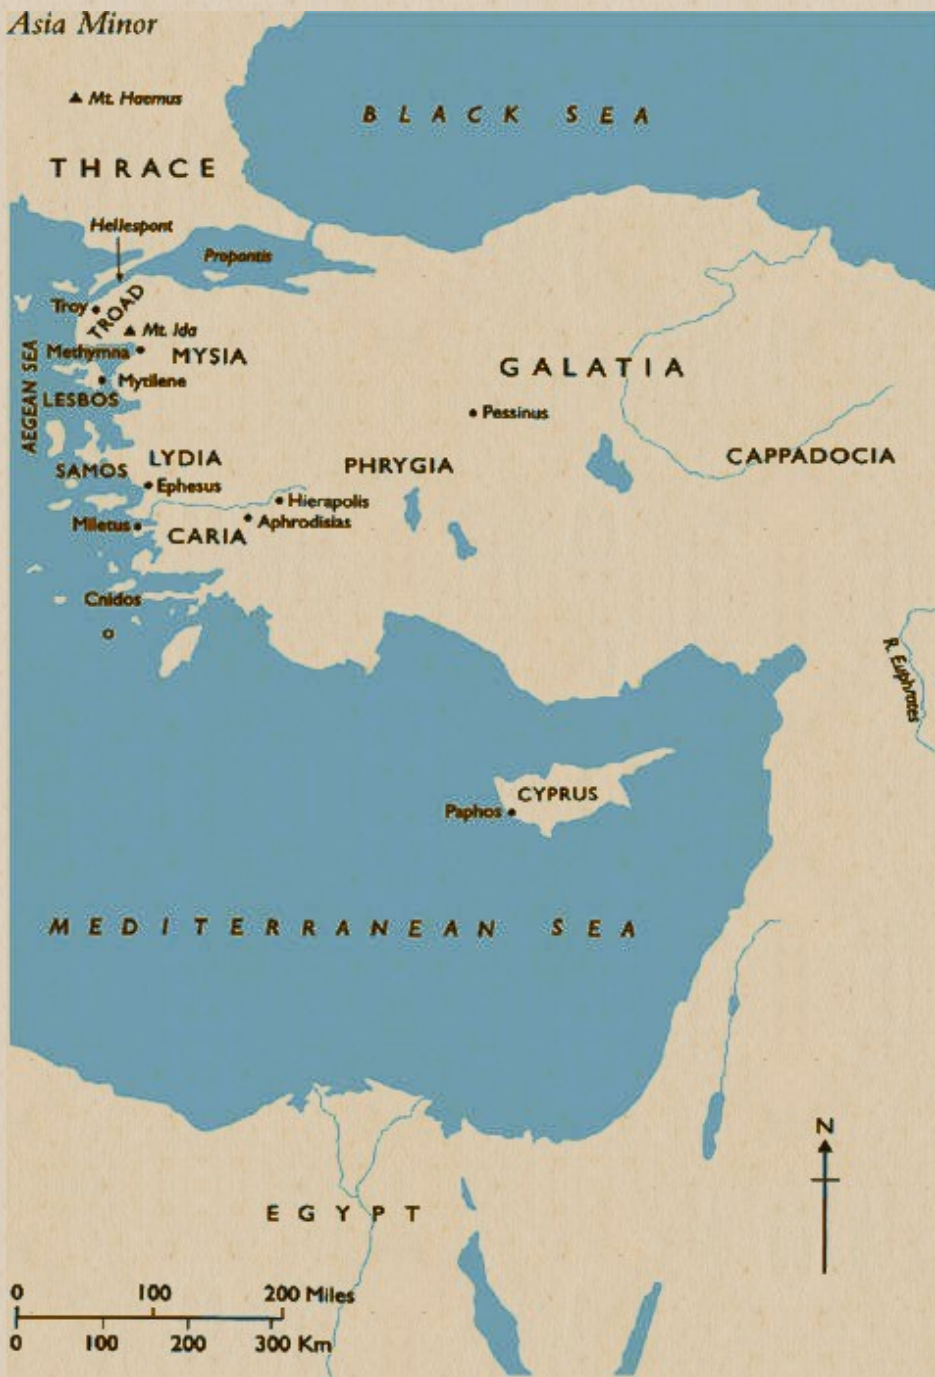 Asia Minor
Mt. Haemus
BLACK SEA
THRACE
Hellespont
Propontis
Troy
TROAD
Mt. Ida
Methymna
MYSIA
AEGEAN SEA
GALATIA
Mytilene
LESBOS
Pessinus
LYDIA
PHRYGIA
CAPPADOCIA
SAMOS
Ephesus
Hierapolis
Miletus
Aphrodisias
CARIA
Cnidos
R. Euphrates
CYPRUS
Paphos
MEDITERRANEAN SEA
N
EGYPT
0 100 200 Miles
0 100 200 300 Km